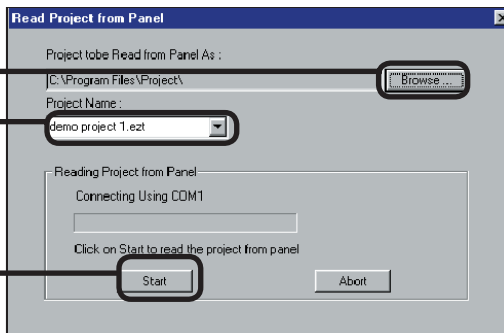 Read Project from Panel
Project tobe Read from Panel As :
C:\Program Files\Project\
Browse ...
Project Name :
demo project 1.ezt
Reading Project from Panel
Connecting Using COM1
Click on Start to read the project from panel
Start
Abort